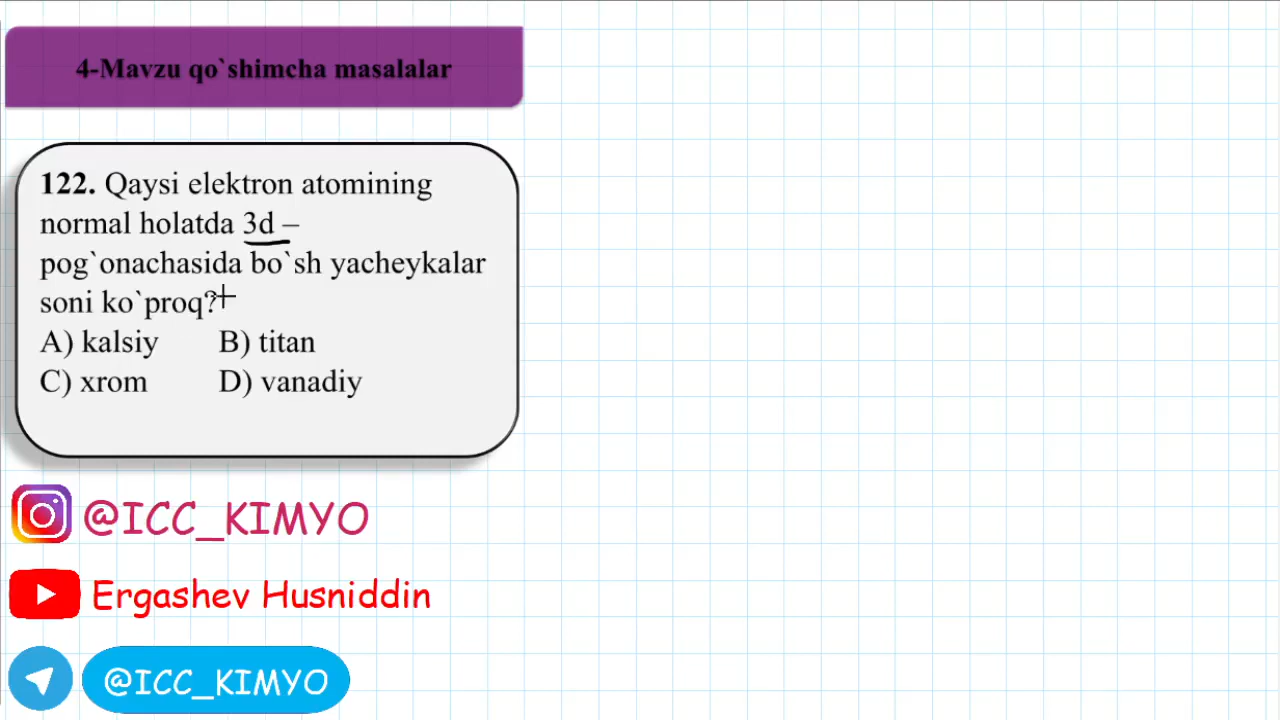 4-Mavzu qo`shimcha masalalar
122. Qaysi elektron atomining
normal holatda 3d –
pog`onachasida bo`sh yacheykalar
soni ko`proq?
A) kalsiy B) titan
C) xrom D) vanadiy
@ICC_KIMYO
Ergashev Husniddin
@ICC_KIMYO